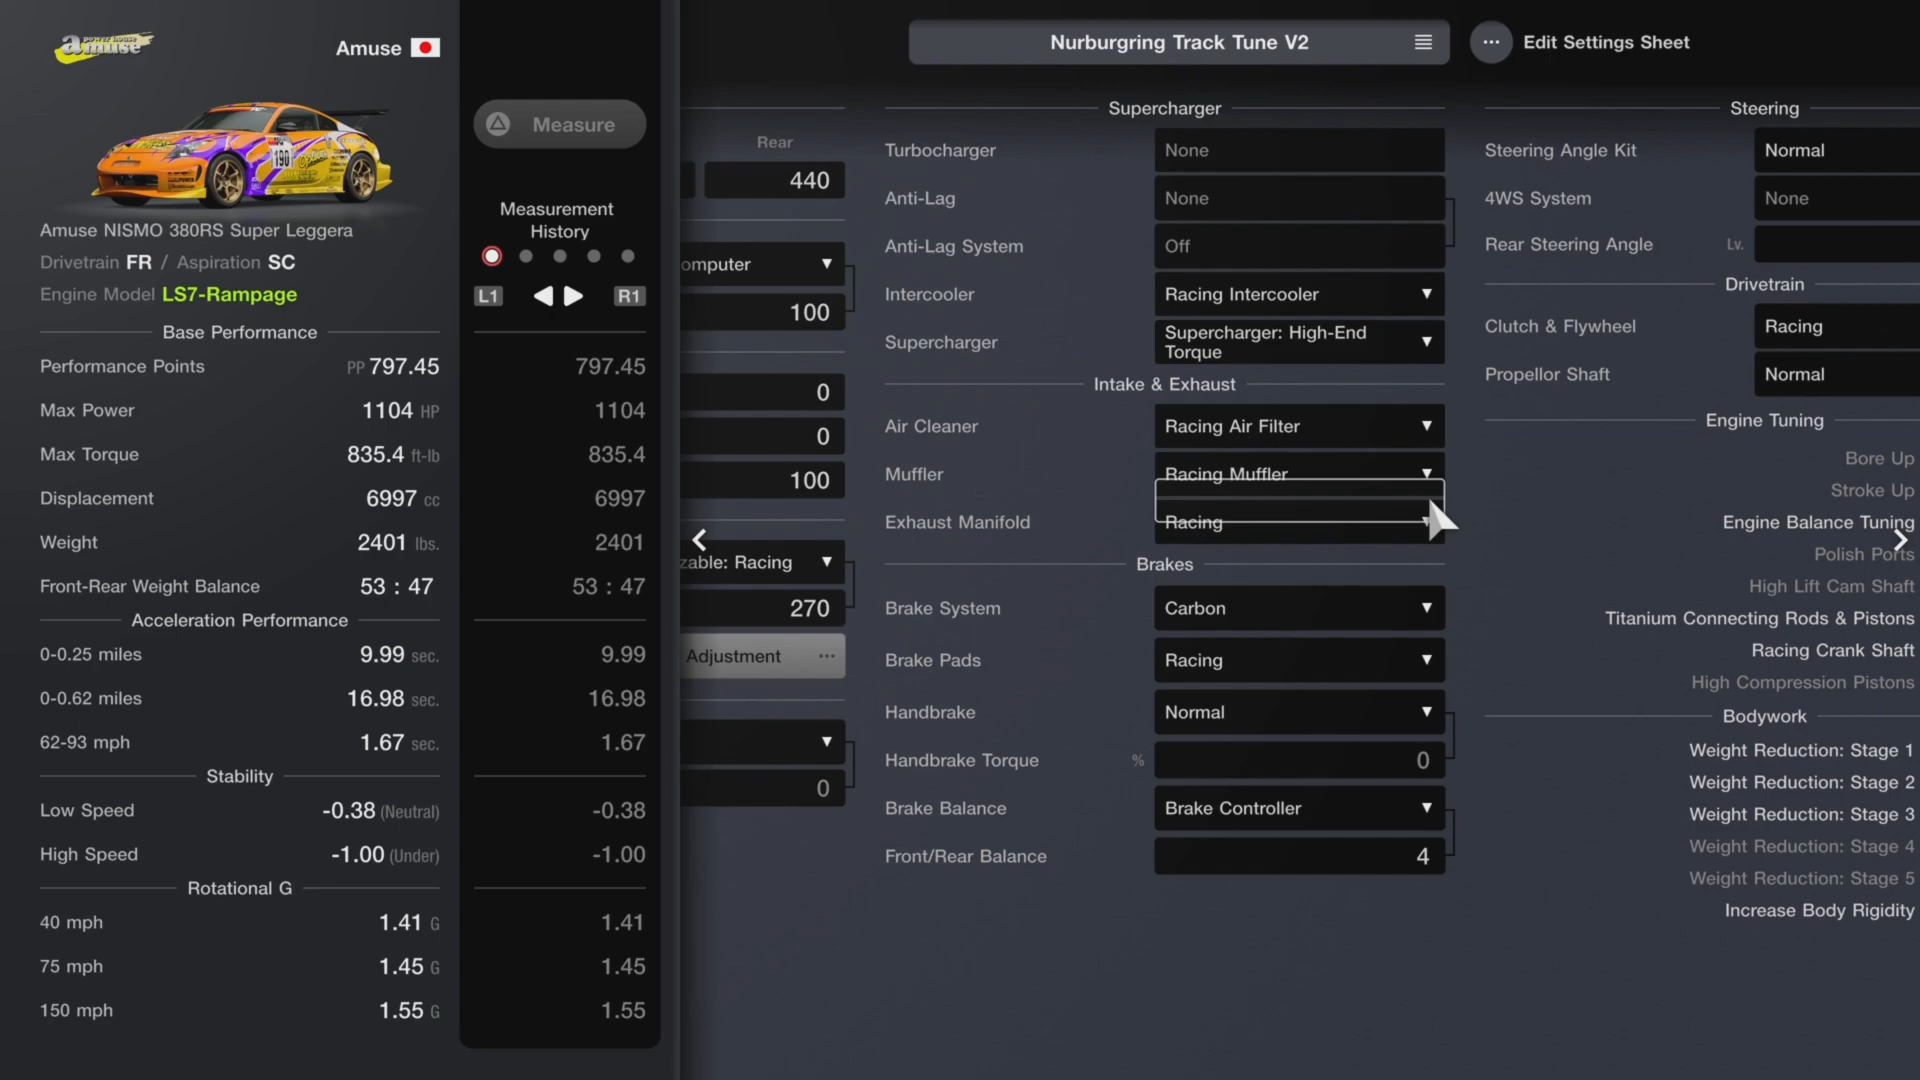 power house
amuse
Amuse
190
Amuse NISMO 380RS Super Leggera
Drivetrain FR / Aspiration SC
Engine Model LS7-Rampage
Base Performance
Performance Points PP 797.45
Max Power 1104 HP
Max Torque 835.4 ft-lb
Displacement 6997 cc
Weight 2401 lbs.
Front-Rear Weight Balance 53 : 47
Acceleration Performance
0-0.25 miles 9.99 sec.
0-0.62 miles 16.98 sec.
62-93 mph 1.67 sec.
Stability
Low Speed -0.38 (Neutral)
High Speed -1.00 (Under)
Rotational G
40 mph 1.41 G
75 mph 1.45 G
150 mph 1.55 G
Measure
Measurement
History
L1 R1
797.45
1104
835.4
6997
2401
53 : 47
9.99
16.98
1.67
-0.38
-1.00
1.41
1.45
1.55
Nurburgring Track Tune V2
Edit Settings Sheet
Rear
440
omputer
100
0
0
100
zable: Racing
270
Adjustment ...
0
Supercharger
Turbocharger None
Anti-Lag None
Anti-Lag System Off
Intercooler Racing Intercooler
Supercharger Supercharger: High-End
Torque
Intake & Exhaust
Air Cleaner Racing Air Filter
Muffler Racing Muffler
Exhaust Manifold Racing
Brakes
Brake System Carbon
Brake Pads Racing
Handbrake Normal
Handbrake Torque % 0
Brake Balance Brake Controller
Front/Rear Balance 4
Steering
Steering Angle Kit Normal
4WS System None
Rear Steering Angle Lv.
Drivetrain
Clutch & Flywheel Racing
Propellor Shaft Normal
Engine Tuning
Bore Up
Stroke Up
Engine Balance Tuning
Polish Ports
High Lift Cam Shaft
Titanium Connecting Rods & Pistons
Racing Crank Shaft
High Compression Pistons
Bodywork
Weight Reduction: Stage 1
Weight Reduction: Stage 2
Weight Reduction: Stage 3
Weight Reduction: Stage 4
Weight Reduction: Stage 5
Increase Body Rigidity